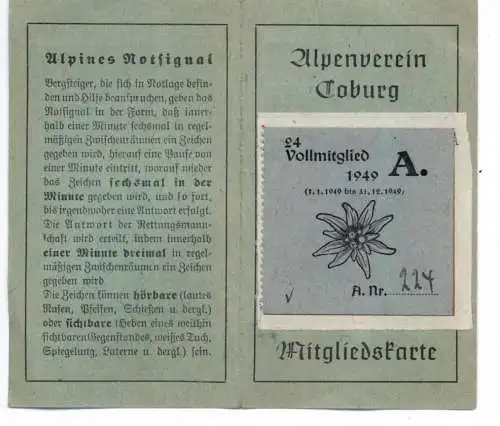 Alpines Notsignal
Bergsteiger, die sich in Notlage befin-
den und Hilfe beanspruchen, geben das
Notsignal in der Form, daß inner-
halb einer Minute sechsmal in regel-
mäßigen Zwischenräumen ein Zeichen
gegeben wird, hierauf eine Pause von
einer Minute eintritt, worauf wieder
das Zeichen sechsmal in der
Minute gegeben wird, und so fort,
bis irgendwoher eine Antwort erfolgt.
Die Antwort der Rettungsmann-
schaft wird erteilt, indem innerhalb
einer Minute dreimal in regel-
mäßigen Zwischenräumen ein Zeichen
gegeben wird
Die Zeichen können hörbare (lautes
Rufen, Pfeifen, Schießen u. dergl.)
oder sichtbare (Heben eines weithin
sichtbaren Gegenstandes, weißes Tuch,
Spiegelung, Laterne u. dergl.) sein.
Alpenverein
Coburg
24
Vollmitglied A.
1949
(1. 1. 1949 bis 31. 12. 1949)
A. Nr. 224
Mitgliedskarte